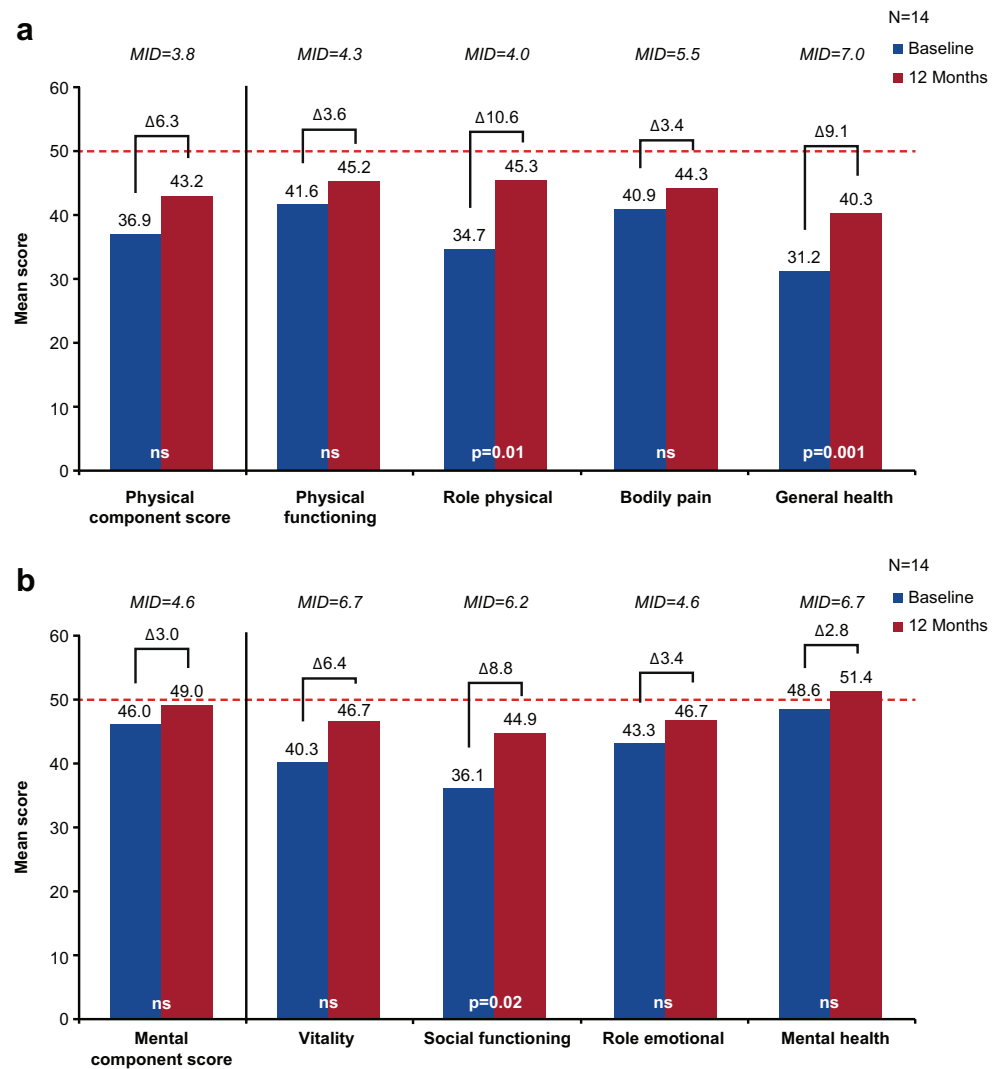 a
N=14
MID=3.8 MID=4.3 MID=4.0 MID=5.5 MID=7.0
Baseline
12 Months
Mean score
60
50
40
30
20
10
0
Δ6.3 Δ3.6 Δ10.6 Δ3.4 Δ9.1
36.9 43.2 41.6 45.2 34.7 45.3 40.9 44.3 31.2 40.3
ns ns p=0.01 ns p=0.001
Physical
component score
Physical
functioning
Role physical
Bodily pain
General health
b
N=14
MID=4.6 MID=6.7 MID=6.2 MID=4.6 MID=6.7
Baseline
12 Months
Mean score
60
50
40
30
20
10
0
Δ3.0 Δ6.4 Δ8.8 Δ3.4 Δ2.8
46.0 49.0 40.3 46.7 36.1 44.9 43.3 46.7 48.6 51.4
ns ns p=0.02 ns ns
Mental
component score
Vitality
Social functioning
Role emotional
Mental health